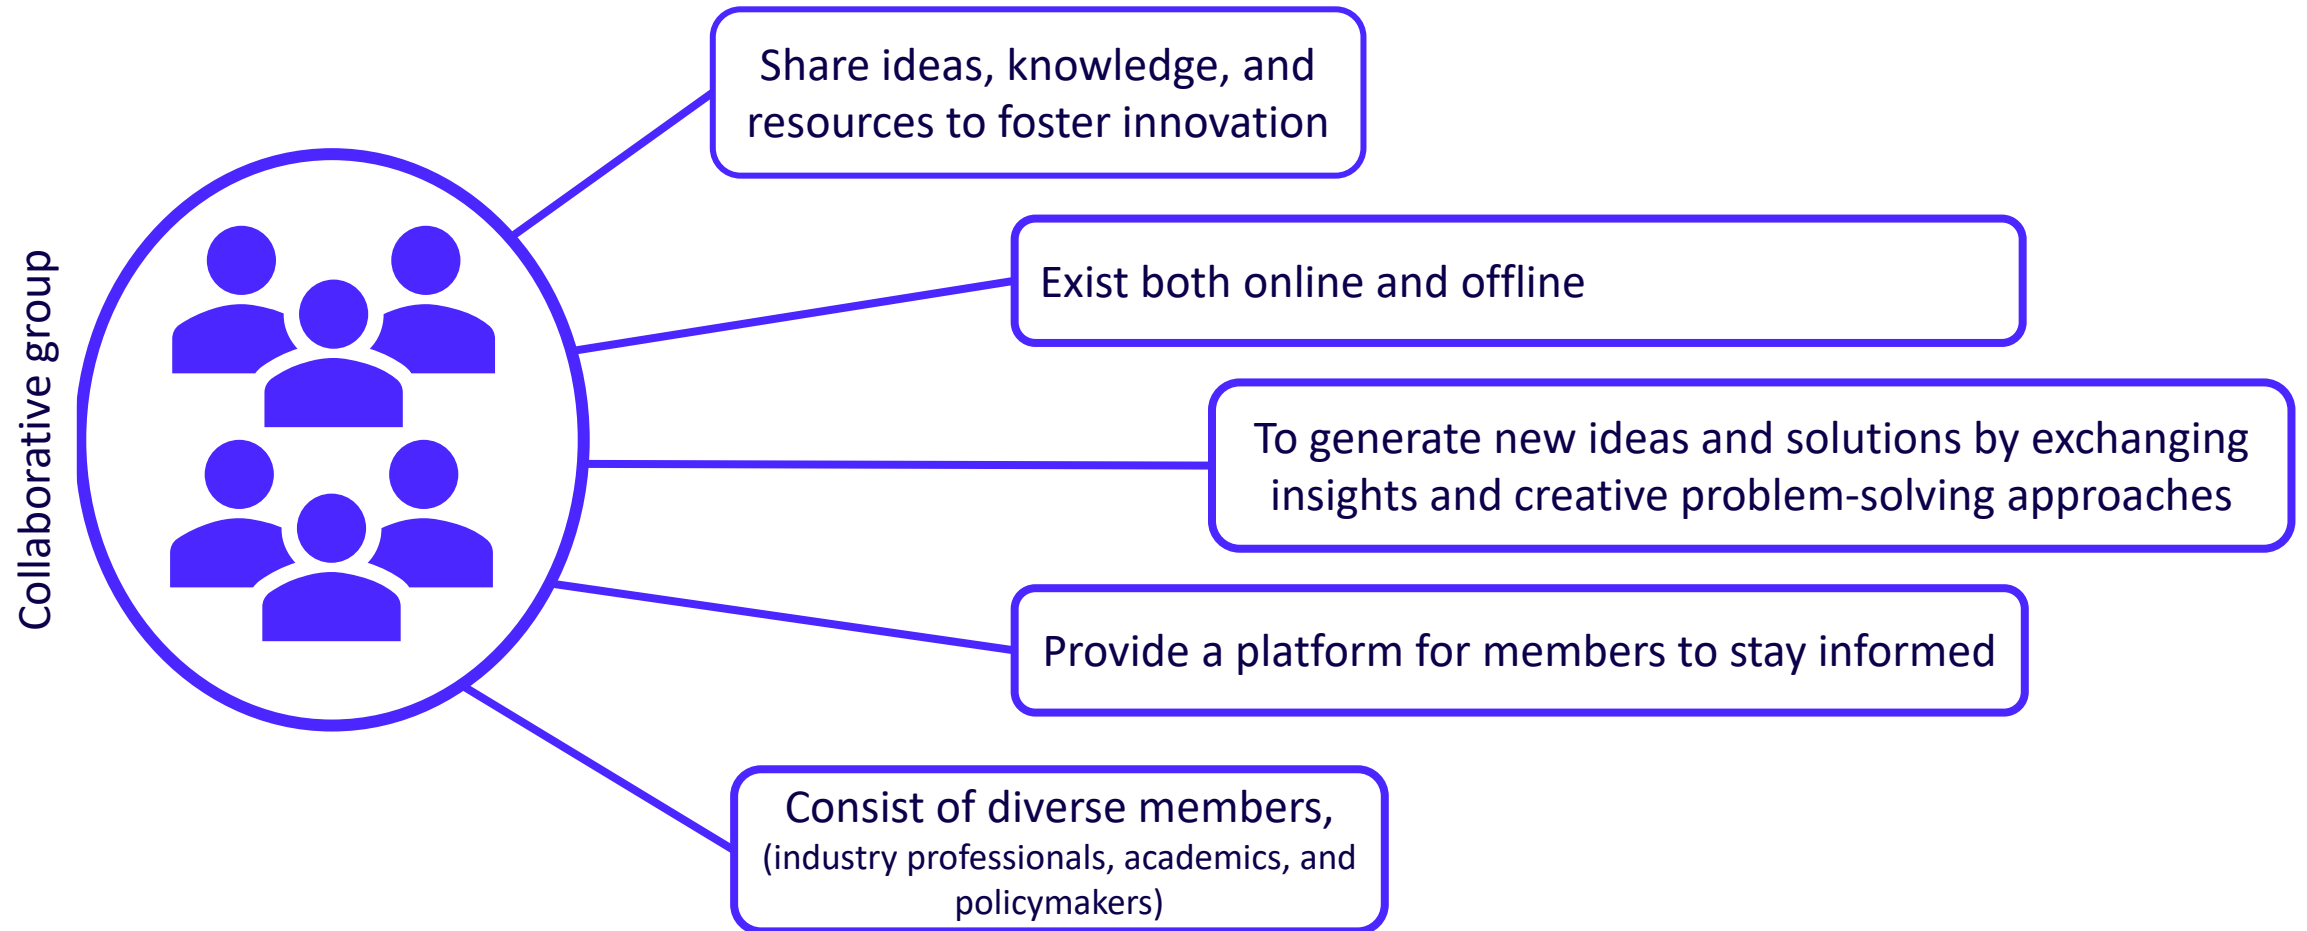 Collaborative group
Share ideas, knowledge, and
resources to foster innovation
Exist both online and offline
To generate new ideas and solutions by exchanging
insights and creative problem-solving approaches
Provide a platform for members to stay informed
Consist of diverse members,
(industry professionals, academics, and
policymakers)